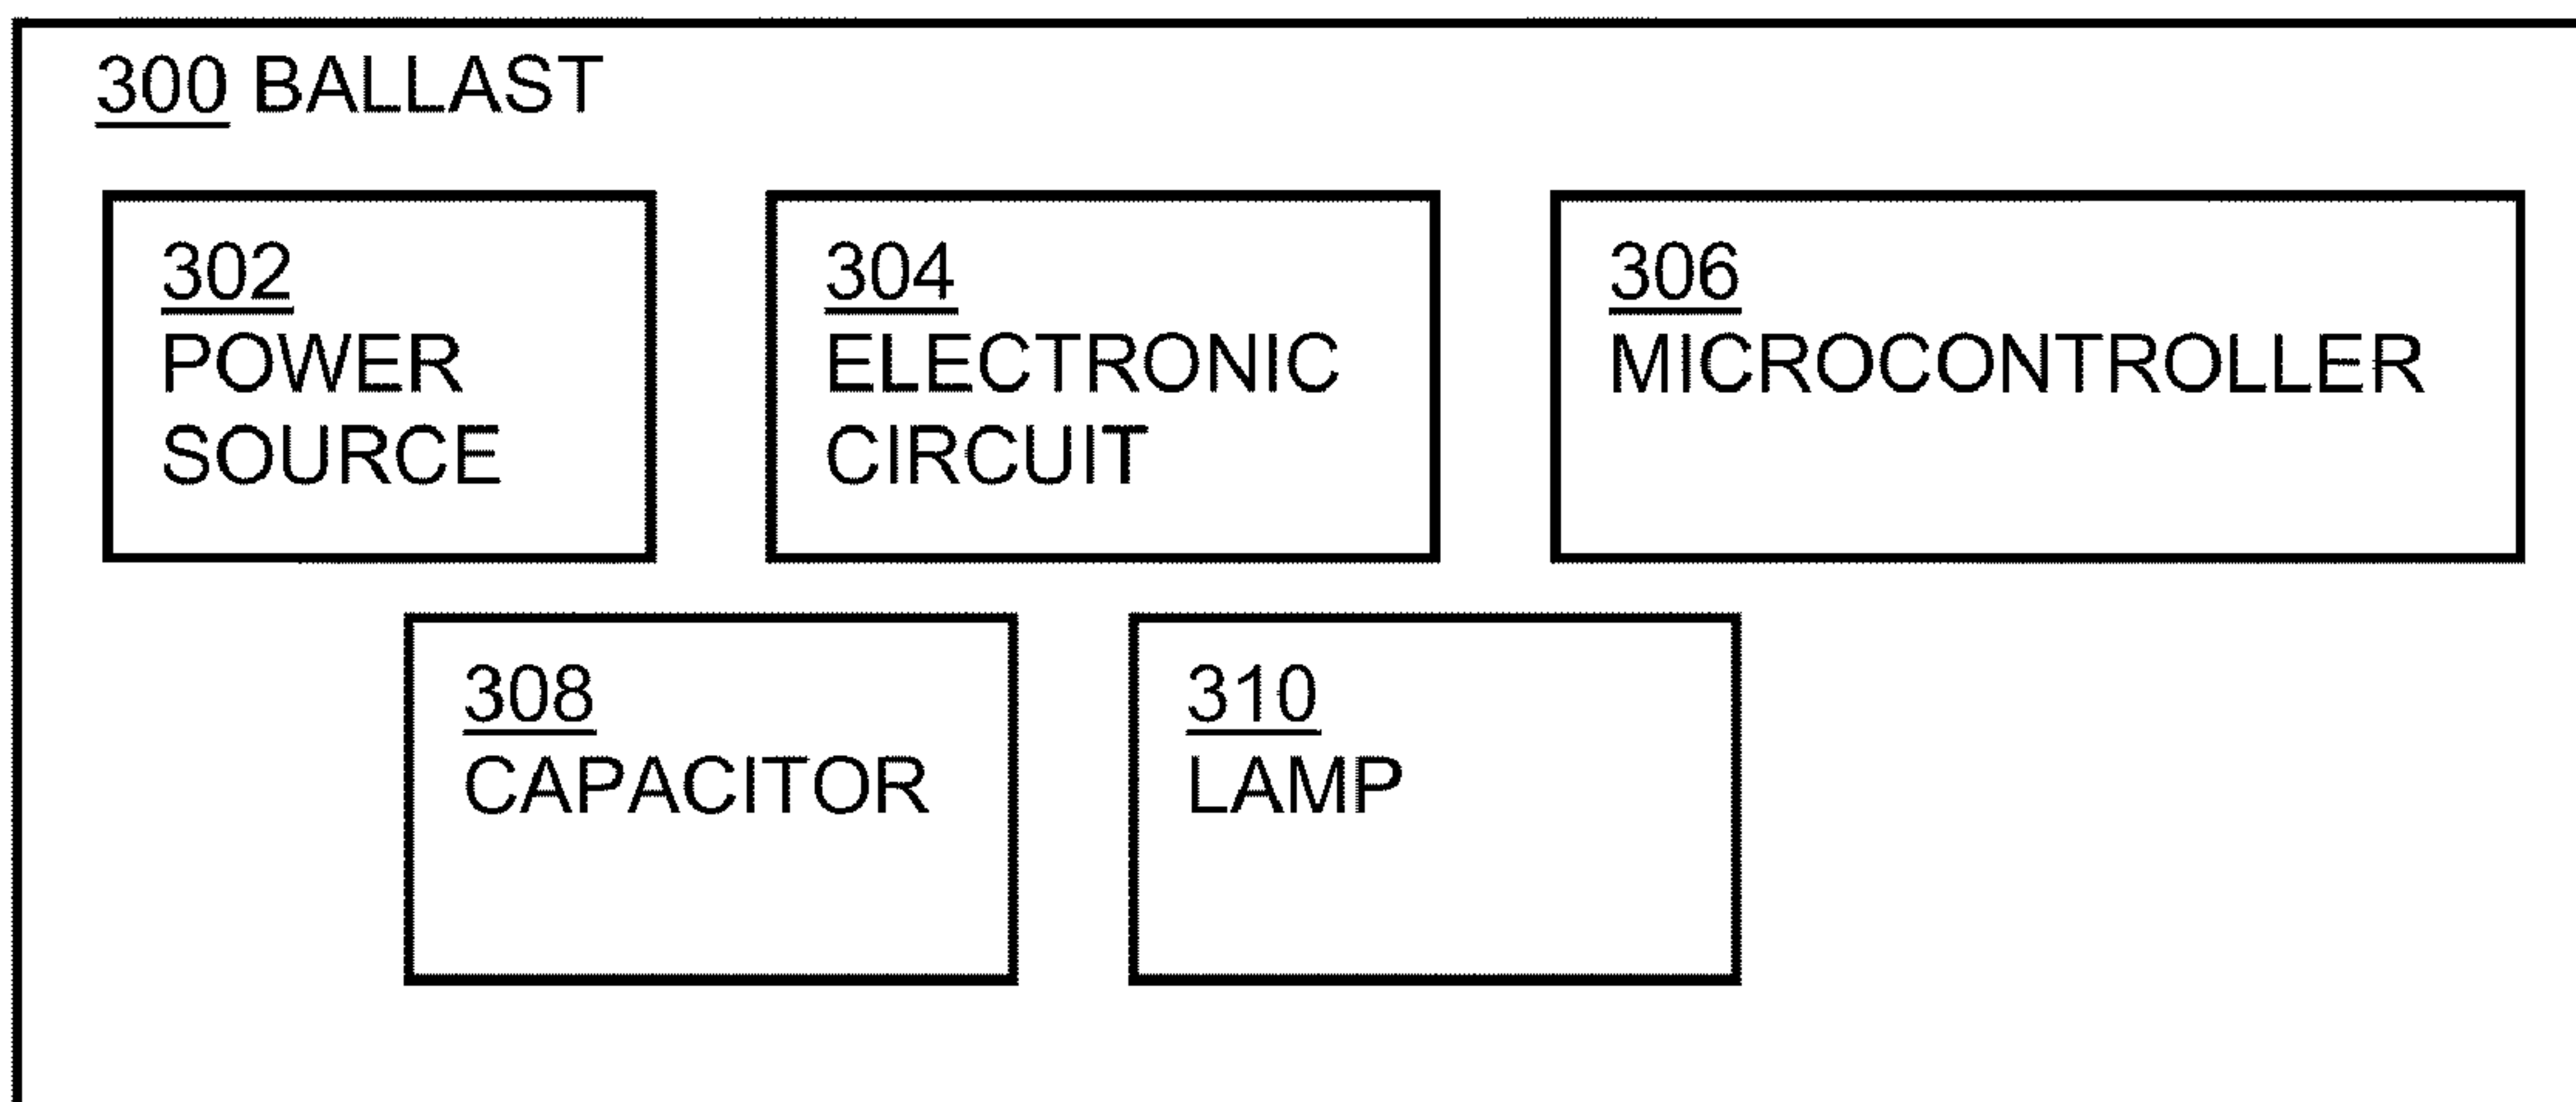 300 BALLAST
302
POWER
SOURCE
304
ELECTRONIC
CIRCUIT
306
MICROCONTROLLER
308
CAPACITOR
310
LAMP